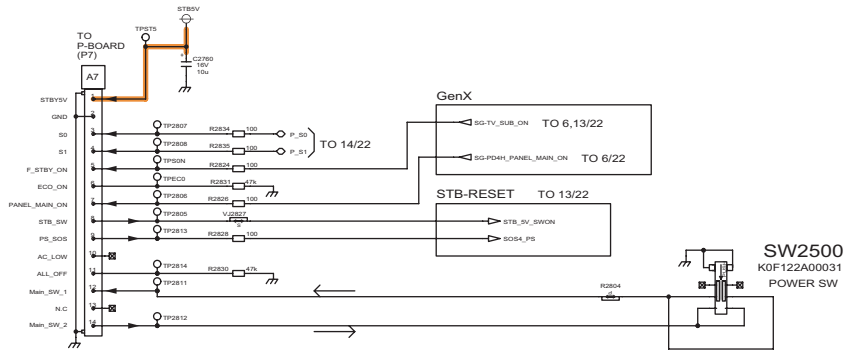 STB5V
TPST5
TO
P-BOARD
(P7)
C2760
16V
10u
A7
STBY5V 1
GND 2
S0 3 TP2807 R2834 100 P_S0
S1 4 TP2808 R2835 100 P_S1
TO 14/22
F_STBY_ON 5 TPS0N R2824 100
ECO_ON 6 TPEC0 R2831 47k
PANEL_MAIN_ON 7 TP2806 R2826 100
STB_SW 8 TP2805 VJ2827
PS_SOS 9 TP2813 R2828 100
AC_LOW 10
ALL_OFF 11 TP2814 R2830 47k
Main_SW_1 12 TP2811 R2804
N.C 13
Main_SW_2 14 TP2812
GenX
SG-TV_SUB_ON TO 6,13/22
SG-PD4H_PANEL_MAIN_ON TO 6/22
STB-RESET TO 13/22
STB_5V_SWON
SOS4_PS
SW2500
K0F122A00031
POWER SW